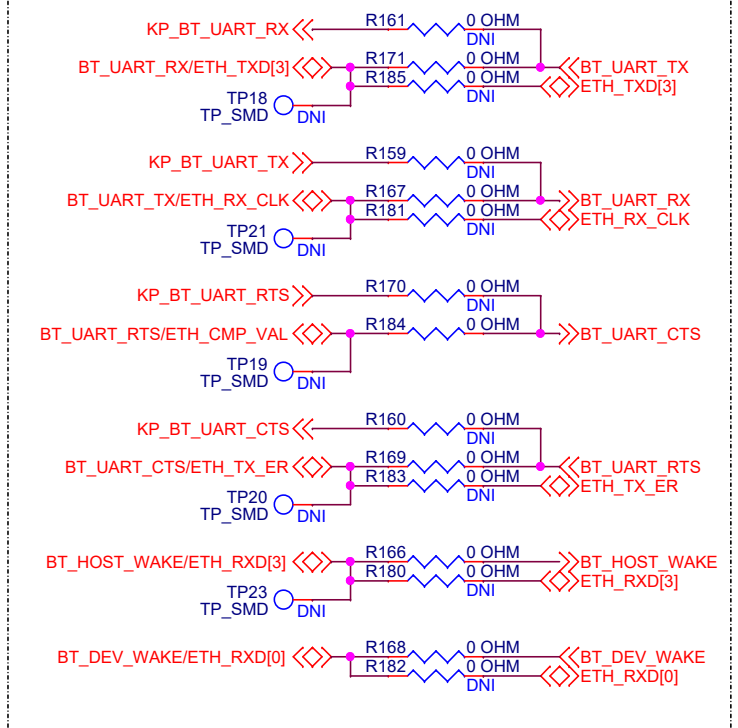 KP_BT_UART_RX R161 0 OHM
DNI
BT_UART_RX/ETH_TXD[3] R171 0 OHM BT_UART_TX
R185 0 OHM ETH_TXD[3]
DNI
TP18
TP_SMD DNI
KP_BT_UART_TX R159 0 OHM
DNI
BT_UART_TX/ETH_RX_CLK R167 0 OHM BT_UART_RX
R181 0 OHM ETH_RX_CLK
DNI
TP21
TP_SMD DNI
KP_BT_UART_RTS R170 0 OHM
DNI
BT_UART_RTS/ETH_CMP_VAL R184 0 OHM BT_UART_CTS
TP19
TP_SMD DNI
KP_BT_UART_CTS R160 0 OHM
DNI
BT_UART_CTS/ETH_TX_ER R169 0 OHM BT_UART_RTS
R183 0 OHM ETH_TX_ER
DNI
TP20
TP_SMD DNI
BT_HOST_WAKE/ETH_RXD[3] R166 0 OHM BT_HOST_WAKE
R180 0 OHM ETH_RXD[3]
DNI
TP23
TP_SMD DNI
BT_DEV_WAKE/ETH_RXD[0] R168 0 OHM BT_DEV_WAKE
R182 0 OHM ETH_RXD[0]
DNI